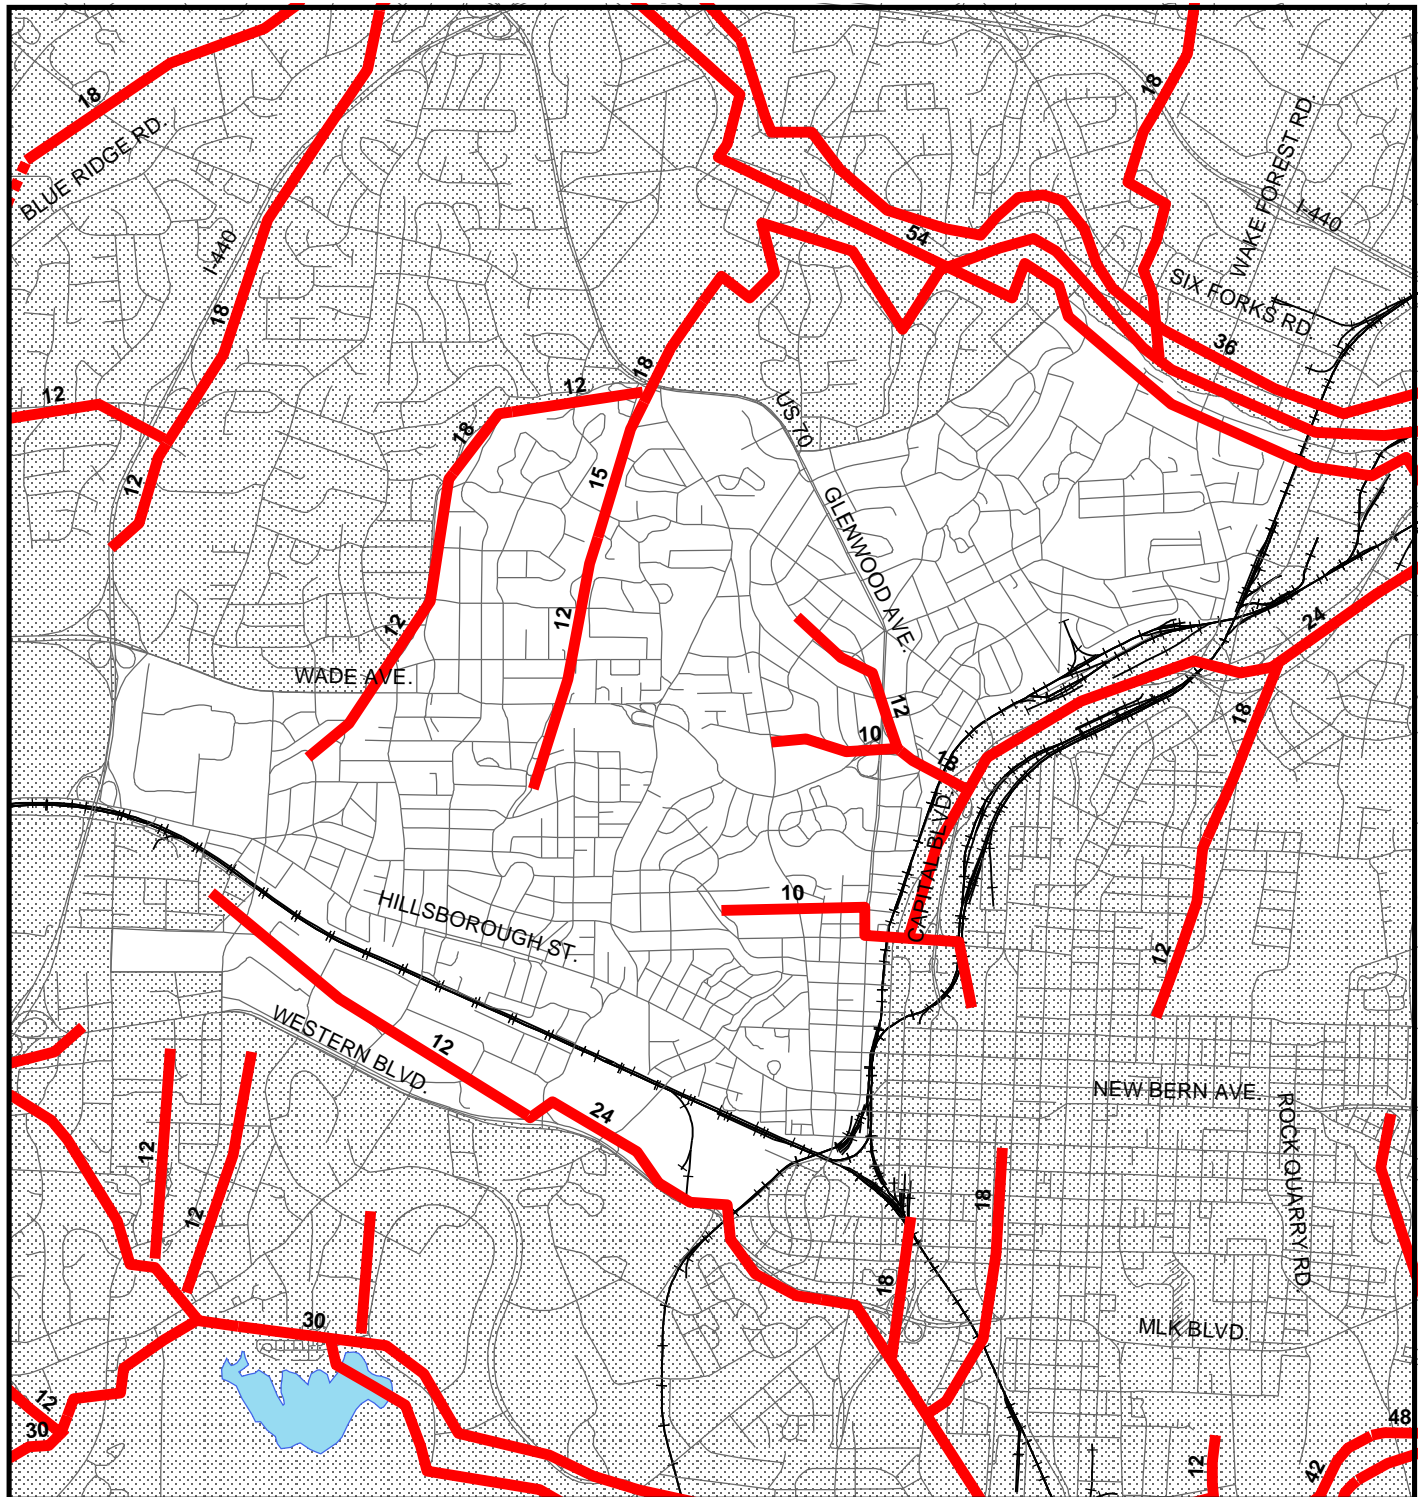 18
BLUE RIDGE RD.
I-440
18
18
WAKE FOREST RD.
I-440
54
SIX FORKS RD.
36
12
12
18
12
18
US 70
12
15
GLENWOOD AVE.
12
12
24
WADE AVE.
12
10
18
18
CAPITAL BLVD.
10
HILLSBOROUGH ST.
12
WESTERN BLVD.
12
24
NEW BERN AVE.
ROCK QUARRY RD.
12
12
18
18
30
MLK BLVD.
12
30
48
12
42